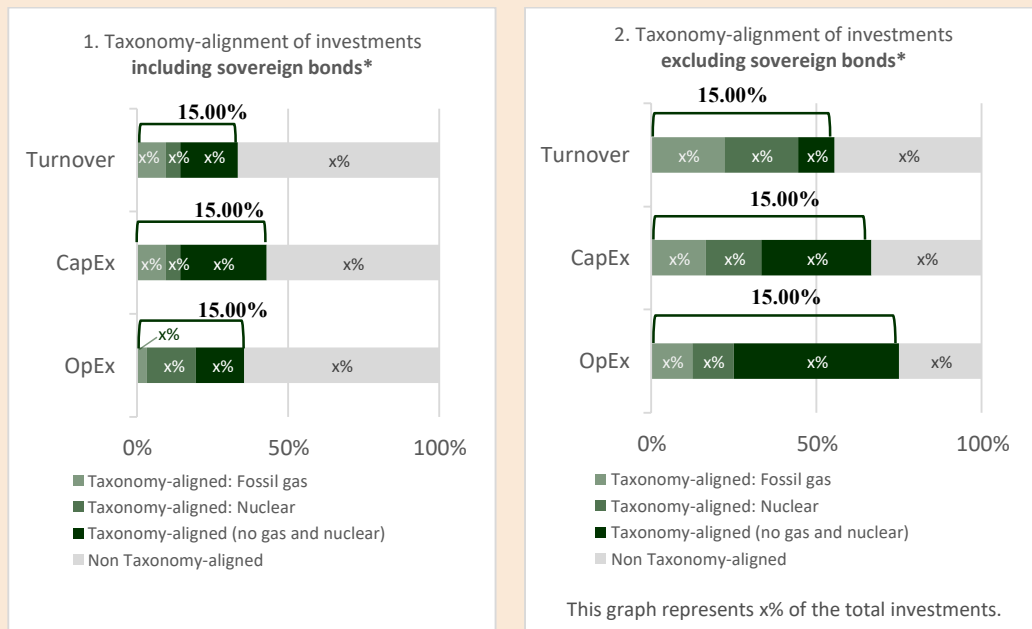 1. Taxonomy-alignment of investments
including sovereign bonds*
15.00%
Turnover
x% x% x% x%
15.00%
CapEx
x% x% x% x%
15.00%
x%
OpEx
x% x% x%
0% 50% 100%
Taxonomy-aligned: Fossil gas
Taxonomy-aligned: Nuclear
Taxonomy-aligned (no gas and nuclear)
Non Taxonomy-aligned
2. Taxonomy-alignment of investments
excluding sovereign bonds*
15.00%
Turnover
x% x% x% x%
15.00%
CapEx
x% x% x% x%
15.00%
OpEx
x% x% x% x%
0% 50% 100%
Taxonomy-aligned: Fossil gas
Taxonomy-aligned: Nuclear
Taxonomy-aligned (no gas and nuclear)
Non Taxonomy-aligned
This graph represents x% of the total investments.